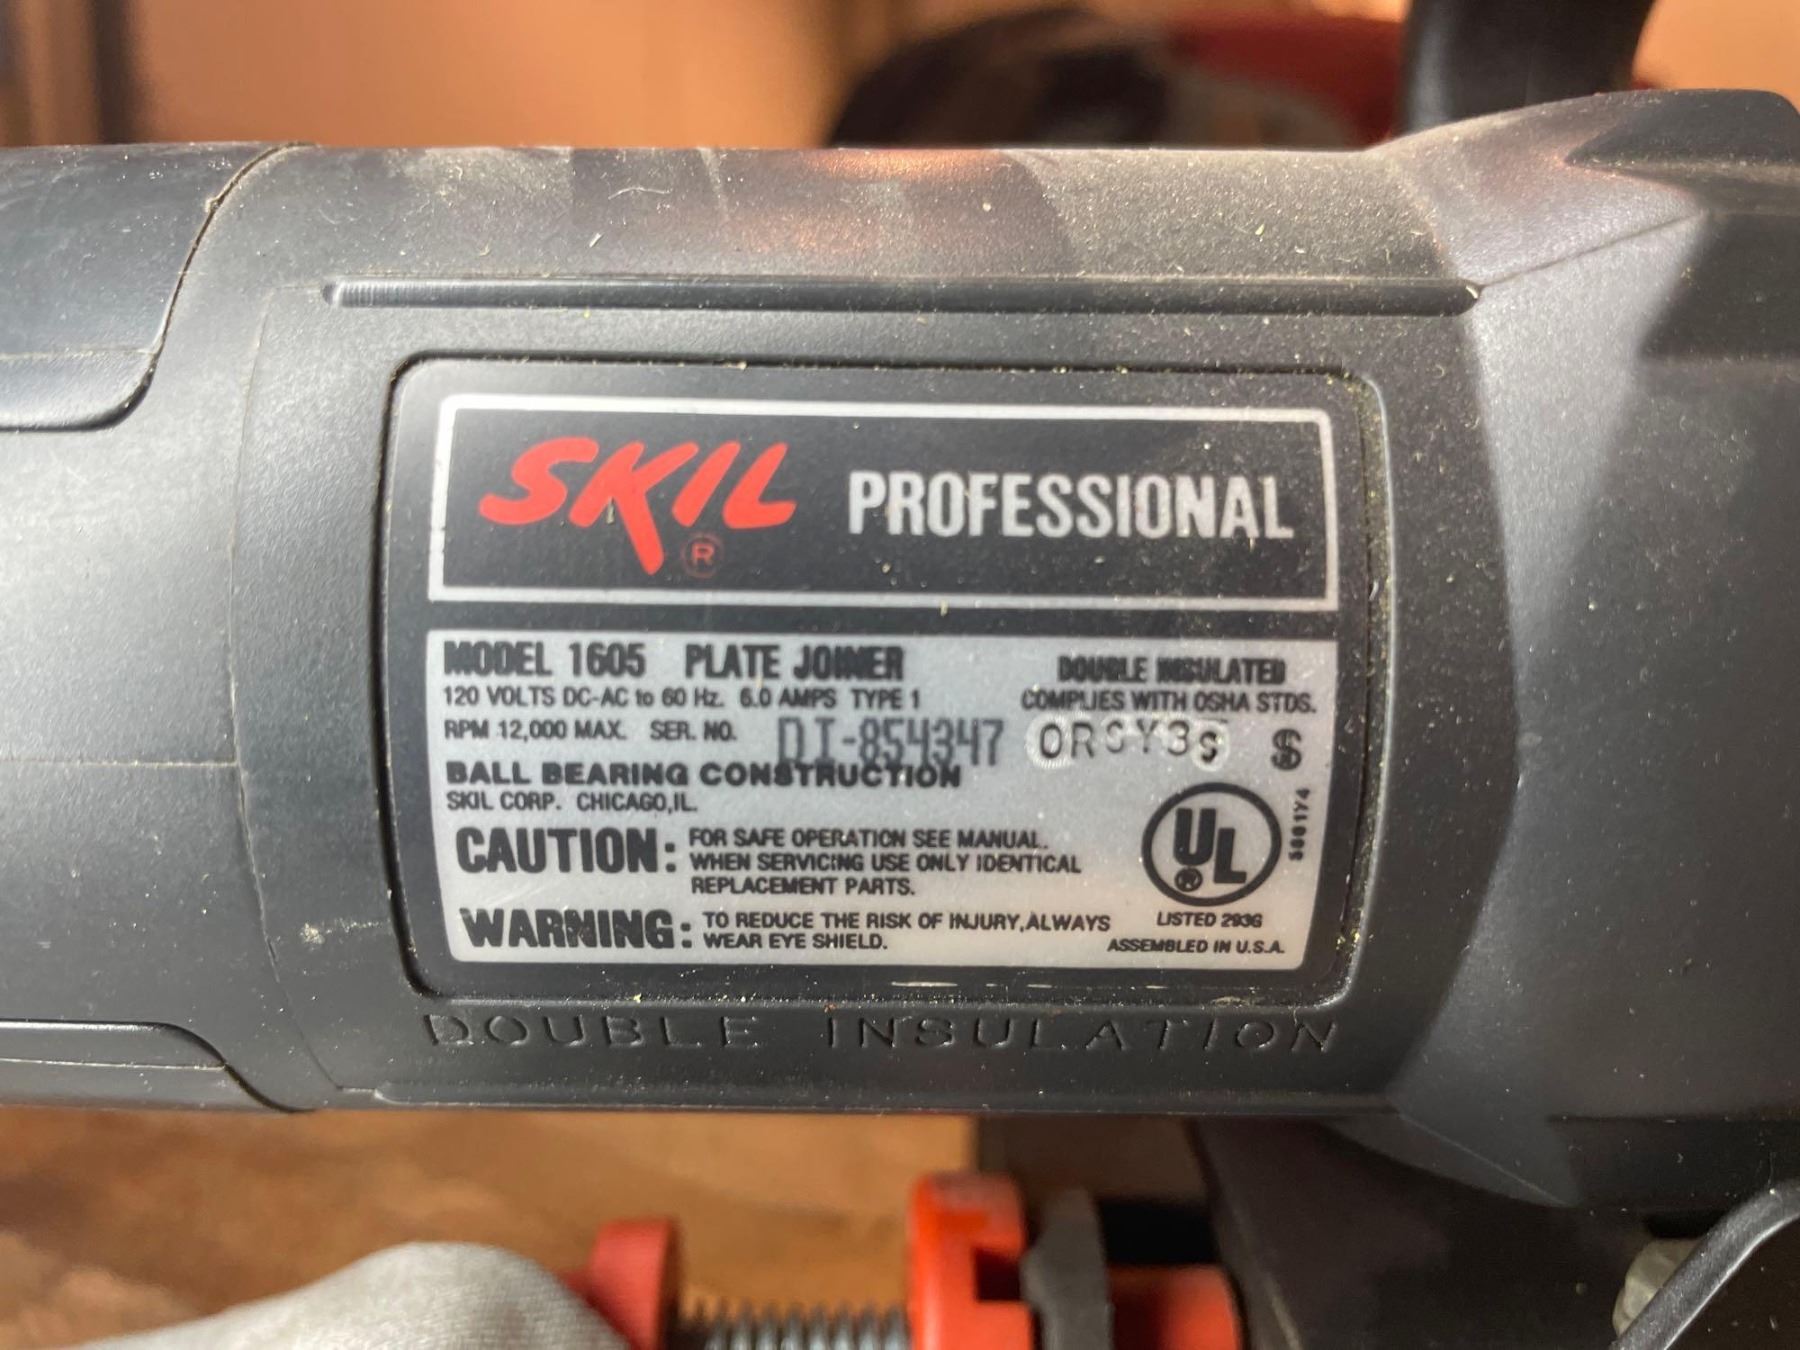 SKIL ® PROFESSIONAL
MODEL 1605 PLATE JOINER
120 VOLTS DC-AC to 60 Hz. 6.0 AMPS TYPE 1
RPM 12,000 MAX. SER. NO. DI-854347
BALL BEARING CONSTRUCTION
SKIL CORP. CHICAGO,IL.
DOUBLE INSULATED
COMPLIES WITH OSHA STDS.
UL ®
LISTED 293G
ASSEMBLED IN U.S.A.
CAUTION: FOR SAFE OPERATION SEE MANUAL.
WHEN SERVICING USE ONLY IDENTICAL
REPLACEMENT PARTS.
WARNING: TO REDUCE THE RISK OF INJURY,ALWAYS
WEAR EYE SHIELD.
DOUBLE INSULATION